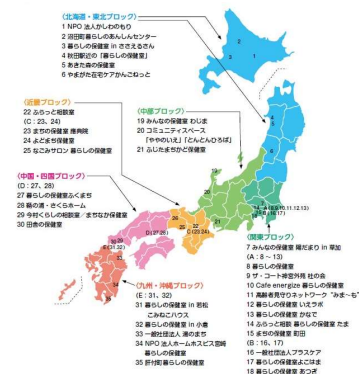 〈北海道・東北ブロック〉
1 NPO 法人かしわのもり
2 沼田町暮らしのあんしんセンター
3 暮らしの保健室 in ささえるさん
4 秋田駅近の「暮らしの保健室」
5 あきた森の保健室
6 やまがた在宅ケアかんごねっと
〈近畿ブロック〉
22 ふらっと相談室
(C：23、24)
23 まちの保健室 陸典院
24 よどまち保健室
25 なごみサロン 暮らしの保健室
〈中部ブロック〉
19 みんなの保健室 わじま
20 コミュニティスペース
「ややのいえ」「とんとんひろば」
21 ふじたまちかど保健室
〈中国・四国ブロック〉
(D：27、28)
27 暮らしの保健室ふくまち
28 鞆の浦・さくらホーム
29 今村くらしの相談室／まちなか保健室
30 田舎の保健室
〈関東ブロック〉
7 みんなの保健室 陽だまり in 草加
(A：8～13)
8 暮らしの保健室
9 ザ・コート神宮外苑 社の会
10 Cafe energize 暮らしの保健室
11 高齢者見守りネットワーク "みま~も"
12 暮らしの保健室 いえラボ
13 暮らしの保健室 かなで
14 ふらっと相談 暮らしの保健室 たま
15 まちの保健室 町田
(B：16、17)
16 一般社団法人プラスケア
17 暮らしの保健室よこはま
18 暮らしの保健室 あつぎ
〈九州・沖縄ブロック〉
(E：31、32)
31 暮らしの保健室 in 若松
こみねこハウス
32 暮らしの保健室 in 小倉
33 一般社団法人 湯のまち
34 NPO 法人ホームホスピス宮崎
暮らしの保健室
35 肝付町暮らしの保健室